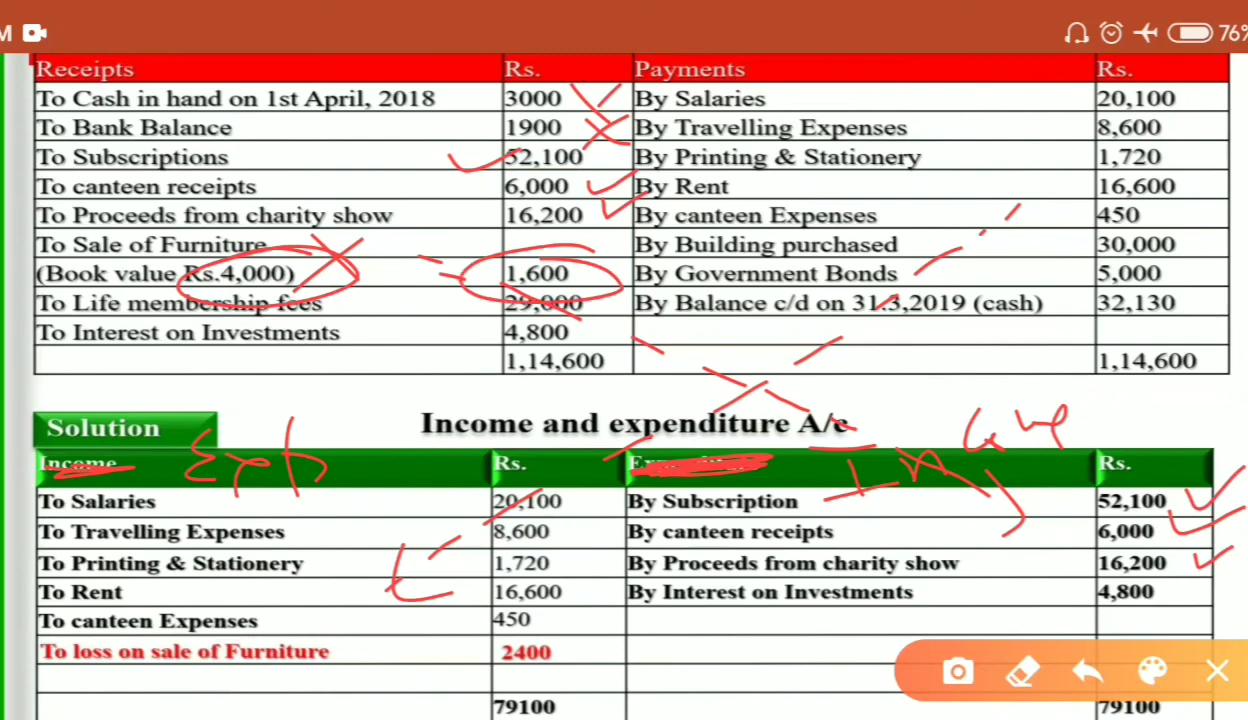 M 76%
Receipts Rs. Payments Rs.
To Cash in hand on 1st April, 2018 3000 By Salaries 20,100
To Bank Balance 1900 By Travelling Expenses 8,600
To Subscriptions 52,100 By Printing & Stationery 1,720
To canteen receipts 6,000 By Rent 16,600
To Proceeds from charity show 16,200 By canteen Expenses 450
To Sale of Furniture By Building purchased 30,000
(Book value Rs.4,000) 1,600 By Government Bonds 5,000
To Life membership fees 29,000 By Balance c/d on 31.3,2019 (cash) 32,130
To Interest on Investments 4,800
1,14,600 1,14,600
Solution Income and expenditure A/c
Income Rs. Rs.
To Salaries 20,100 By Subscription 52,100
To Travelling Expenses 8,600 By canteen receipts 6,000
To Printing & Stationery 1,720 By Proceeds from charity show 16,200
To Rent 16,600 By Interest on Investments 4,800
To canteen Expenses 450
To loss on sale of Furniture 2400
79100 79100